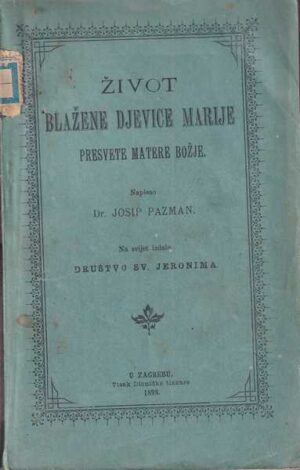 ŽIVOT
BLAŽENE DJEVICE MARIJE
PRESVETE MATERE BOŽJE.
Napisao
Dr. JOSIP PAZMAN.
Na svijet izdalo
DRUŠTVO SV. JERONIMA
U ZAGREBU.
Tisak Dioničke tiskare
1898.